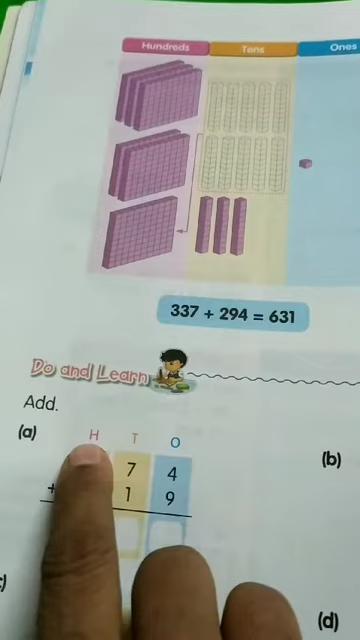 Hundreds Tens Ones
337 + 294 = 631
Do and Learn
Add.
(a) H T O (b)
7 4
+ 1 9
(d)